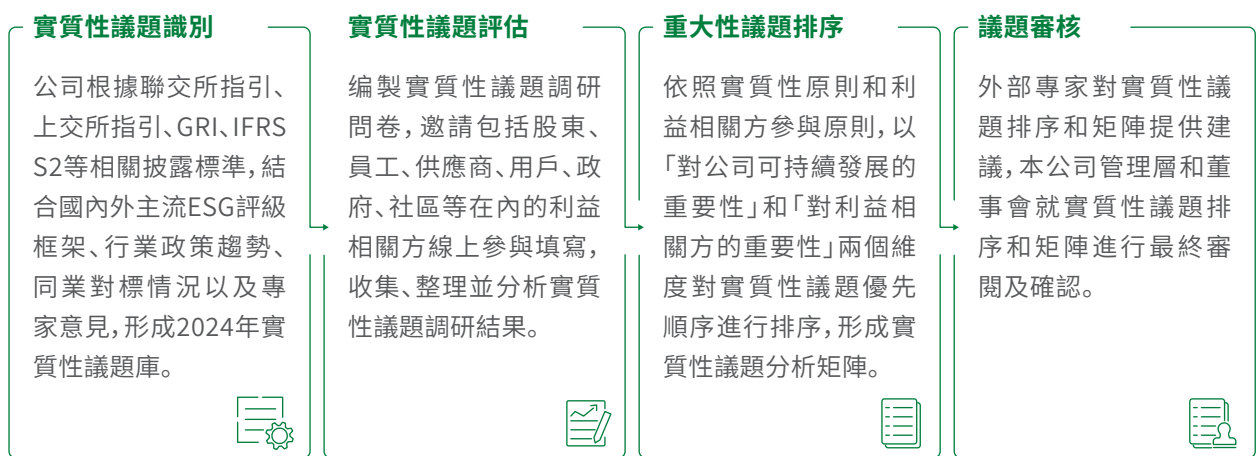 實質性議題識別
公司根據聯交所指引、
上交所指引、GRI、IFRS
S2等相關披露標準,結
合國內外主流ESG評級
框架、行業政策趨勢、
同業對標情況以及專
家意見,形成2024年實
質性議題庫。
實質性議題評估
編製實質性議題調研
問卷,邀請包括股東、
員工、供應商、用戶、政
府、社區等在內的利益
相關方線上參與填寫,
收集、整理並分析實質
性議題調研結果。
重大性議題排序
依照實質性原則和利
益相關方參與原則,以
「對公司可持續發展的
重要性」和「對利益相
關方的重要性」兩個維
度對實質性議題優先
順序進行排序,形成實
質性議題分析矩陣。
議題審核
外部專家對實質性議
題排序和矩陣提供建
議,本公司管理層和董
事會就實質性議題排
序和矩陣進行最終審
閱及確認。